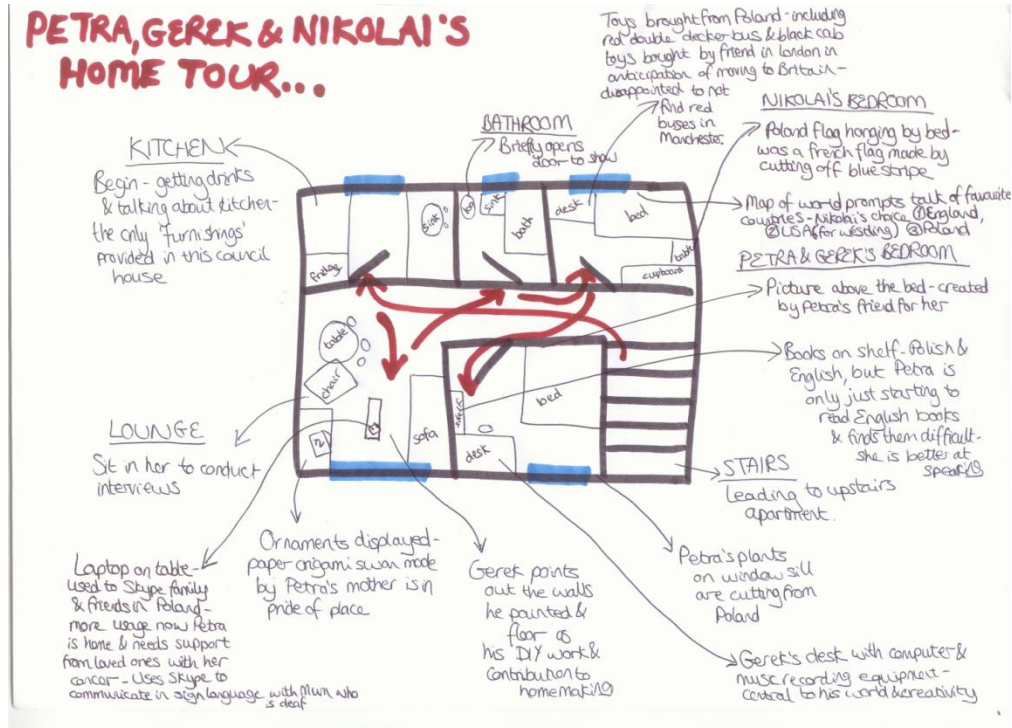 PETRA, GEREK & NIKOLAI'S
HOME TOUR...
Toys brought from Poland - including
red double decker bus & black cab
toys bought by friend in london in
anticipation of moving to Britain -
disappointed to not
find red
buses in
Manchester.
KITCHEN
Begin - getting drinks
& talking about kitchen -
the only 'furnishings'
provided in this council
house
BATHROOM
Briefly opens
door to show
NIKOLAI'S BEDROOM
Poland flag hanging by bed -
was a french flag made by
cutting off blue stripe
Map of world prompts talk of favourite
countries - Nikolai's choice ① England,
② USA (for wrestling) ③ Poland
PETRA & GEREK'S BEDROOM
Picture above the bed - created
by Petra's friend for her
Books on shelf - Polish &
English, but Petra is
only just starting to
read English books
& finds them difficult -
she is better at
speaking
STAIRS
Leading to upstairs
apartment.
fridge
sink
sink
bath
desk
bed
table
cupboard
table
chair
sofa
desk
bed
LOUNGE
Sit in her to conduct
interviews
Laptop on table -
used to Skype family
& friends in Poland -
more usage now Petra
is home & needs support
from loved ones with her
cancer - Uses Skype to
communicate in sign language with Mum who
is deaf
Ornaments displayed -
paper origami swan made
by Petra's mother is in
pride of place
Gerek points
out the walls
he painted &
floor as
his DIY work &
contribution to
homemaking
Petra's plants
on window sill
are cutting from
Poland
Gerek's desk with computer &
music recording equipment -
central to his world & creativity